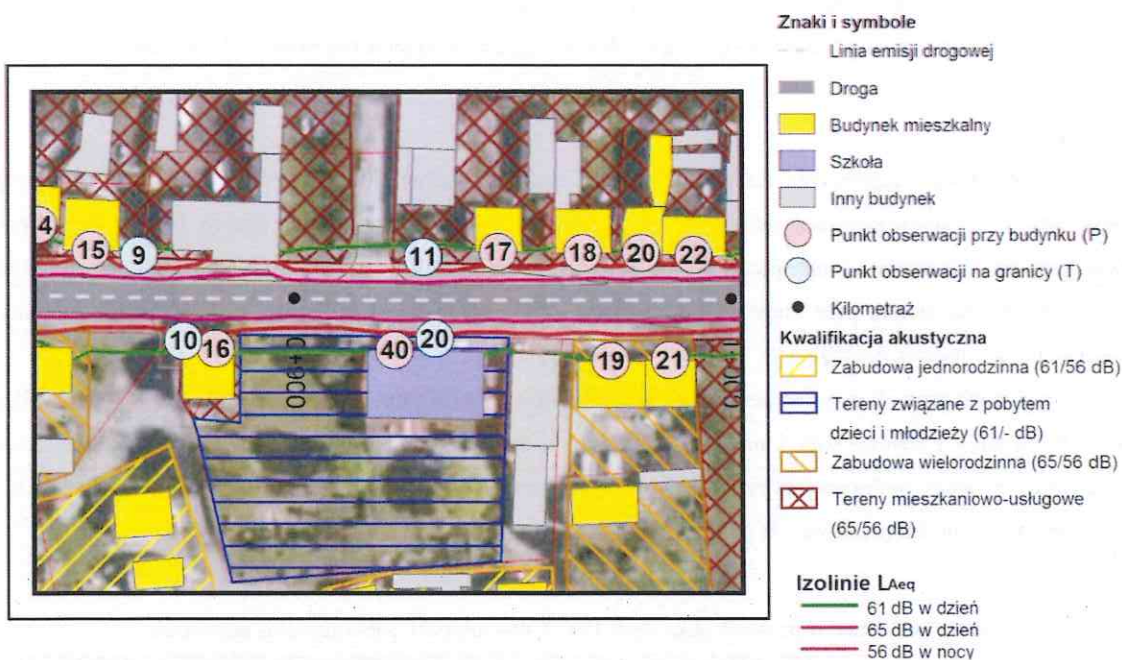 Znaki i symbole
Linia emisji drogowej
Droga
Budynek mieszkalny
Szkoła
Inny budynek
Punkt obserwacji przy budynku (P)
Punkt obserwacji na granicy (T)
Kilometraż
Kwalifikacja akustyczna
Zabudowa jednorodzinna (61/56 dB)
Tereny związane z pobytem
dzieci i młodzieży (61/- dB)
Zabudowa wielorodzinna (65/56 dB)
Tereny mieszkaniowo-usługowe
(65/56 dB)
Izolinie LAeq
61 dB w dzień
65 dB w dzień
56 dB w nocy
4
15
9
11
17
18
20
22
10
16
40
20
19
21
0+900